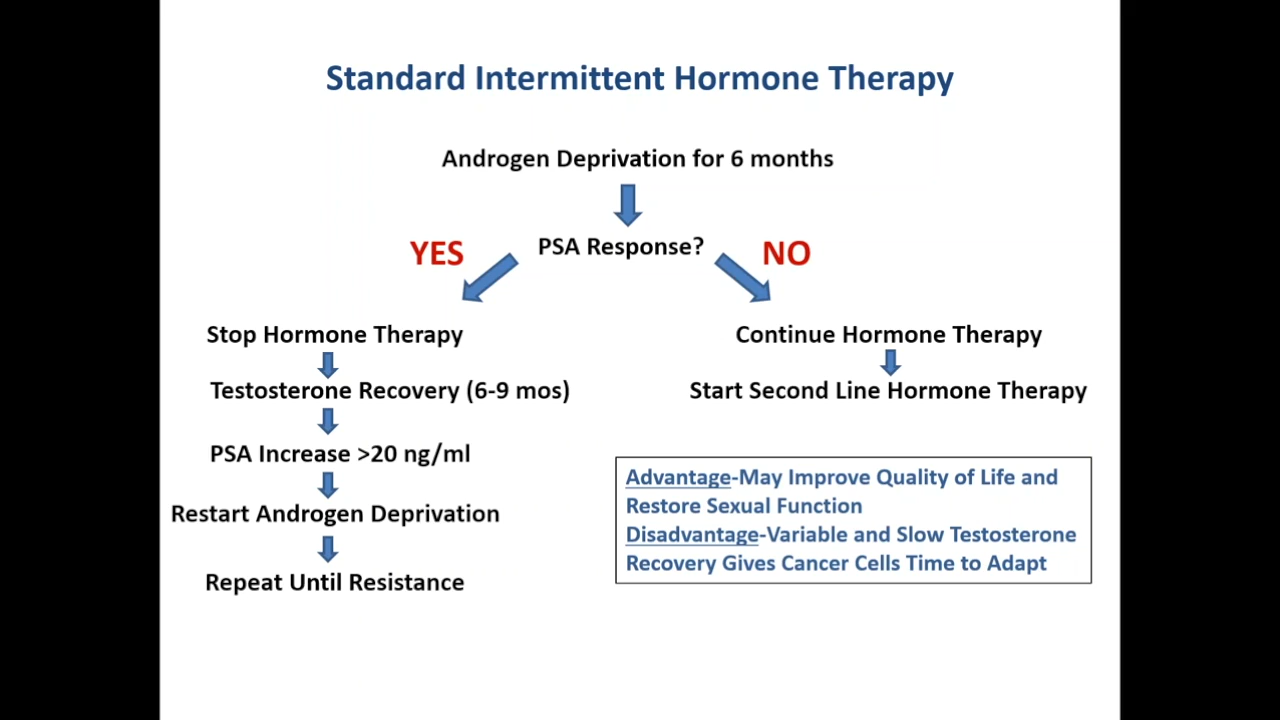 Standard Intermittent Hormone Therapy
Androgen Deprivation for 6 months
PSA Response?
YES
NO
Stop Hormone Therapy
Testosterone Recovery (6-9 mos)
PSA Increase >20 ng/ml
Restart Androgen Deprivation
Repeat Until Resistance
Continue Hormone Therapy
Start Second Line Hormone Therapy
Advantage-May Improve Quality of Life and
Restore Sexual Function
Disadvantage-Variable and Slow Testosterone
Recovery Gives Cancer Cells Time to Adapt